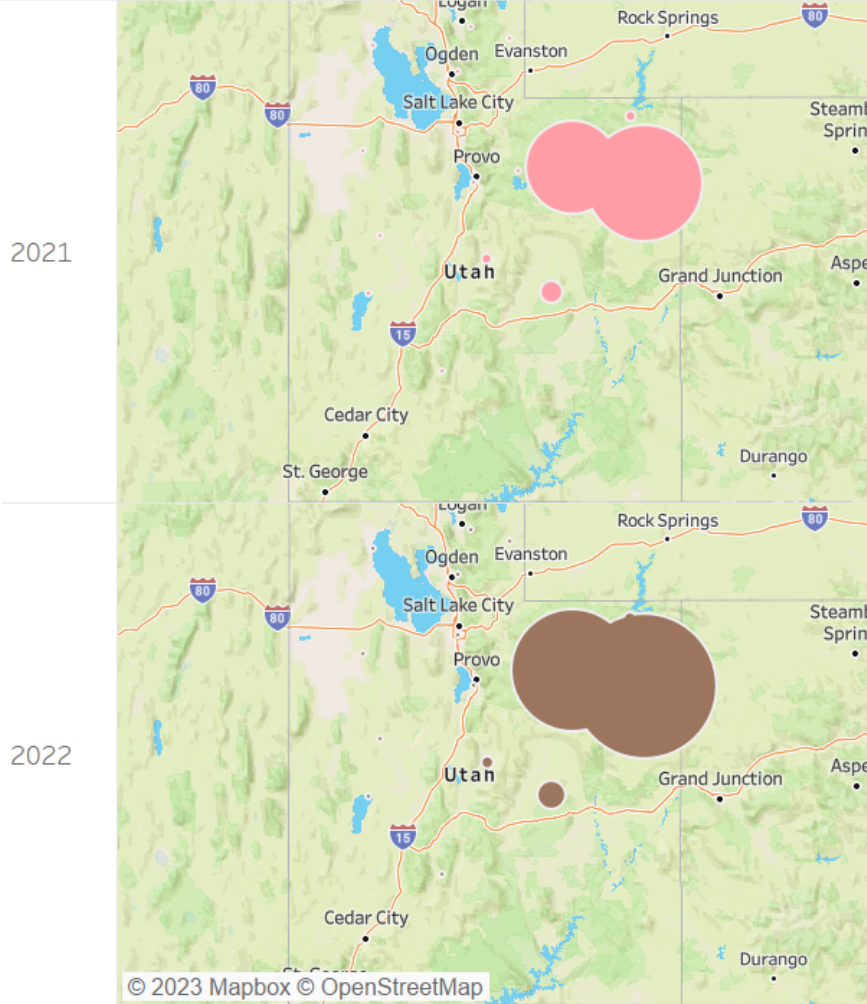 Logan
Rock Springs
80
Ogden
Evanston
80
80
Salt Lake City
Steamb
Sprin
Provo
2021
Utah
Grand Junction
Aspe
15
Cedar City
Durango
St. George
Logan
Rock Springs
80
Ogden
Evanston
80
80
Salt Lake City
Steamb
Sprin
Provo
2022
Utah
Grand Junction
Aspe
15
Cedar City
Durango
© 2023 Mapbox © OpenStreetMap